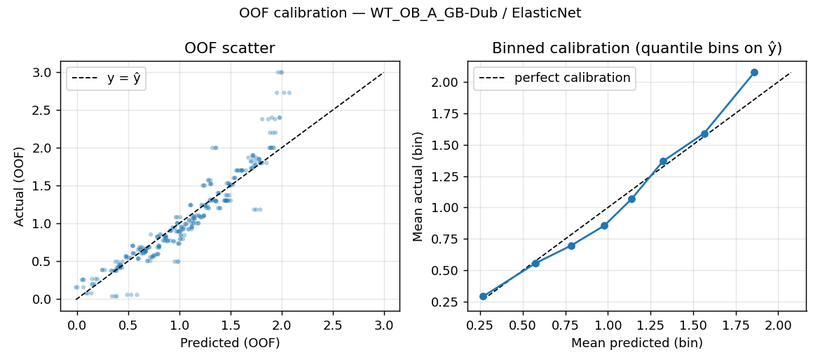 OOF calibration — WT_OB_A_GB-Dub / ElasticNet
OOF scatter
y = ŷ
3.0
2.5
2.0
1.5
1.0
0.5
0.0
Actual (OOF)
0.0 0.5 1.0 1.5 2.0 2.5 3.0
Predicted (OOF)
Binned calibration (quantile bins on ŷ)
perfect calibration
2.00
1.75
1.50
1.25
1.00
0.75
0.50
0.25
Mean actual (bin)
0.25 0.50 0.75 1.00 1.25 1.50 1.75 2.00
Mean predicted (bin)